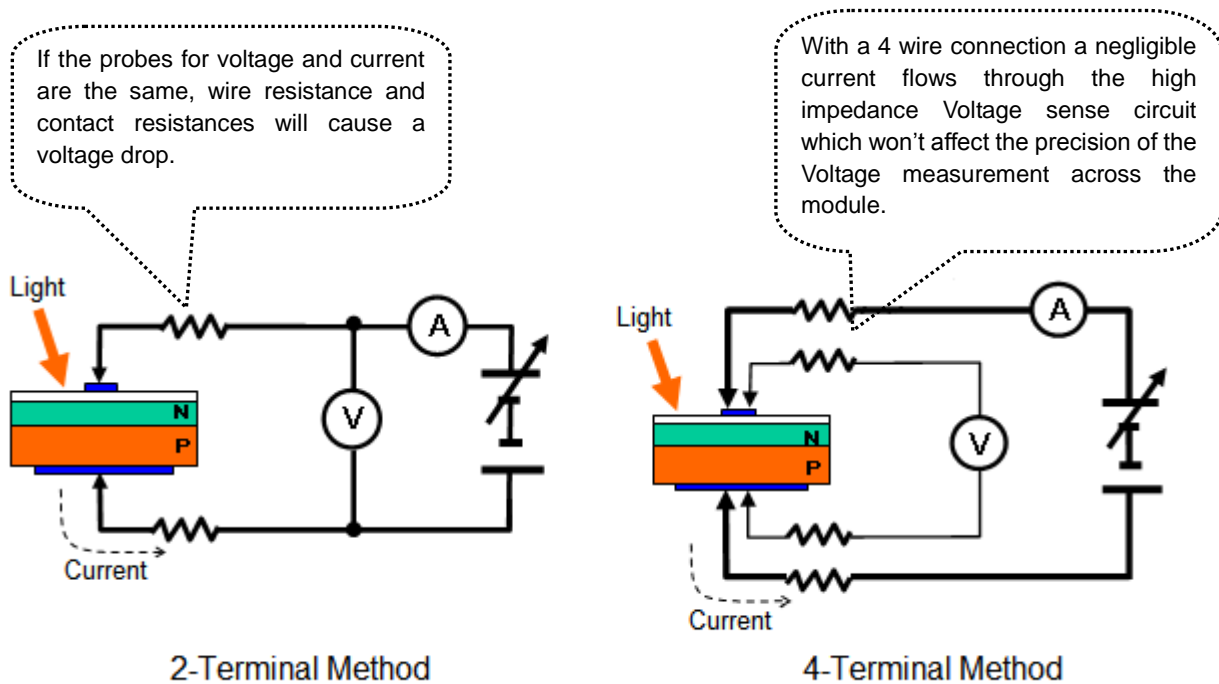 If the probes for voltage and current
are the same, wire resistance and
contact resistances will cause a
voltage drop.
With a 4 wire connection a negligible
current flows through the high
impedance Voltage sense circuit
which won’t affect the precision of the
Voltage measurement across the
module.
Light
A
V
N
P
Current
2-Terminal Method
Light
A
V
N
P
Current
4-Terminal Method